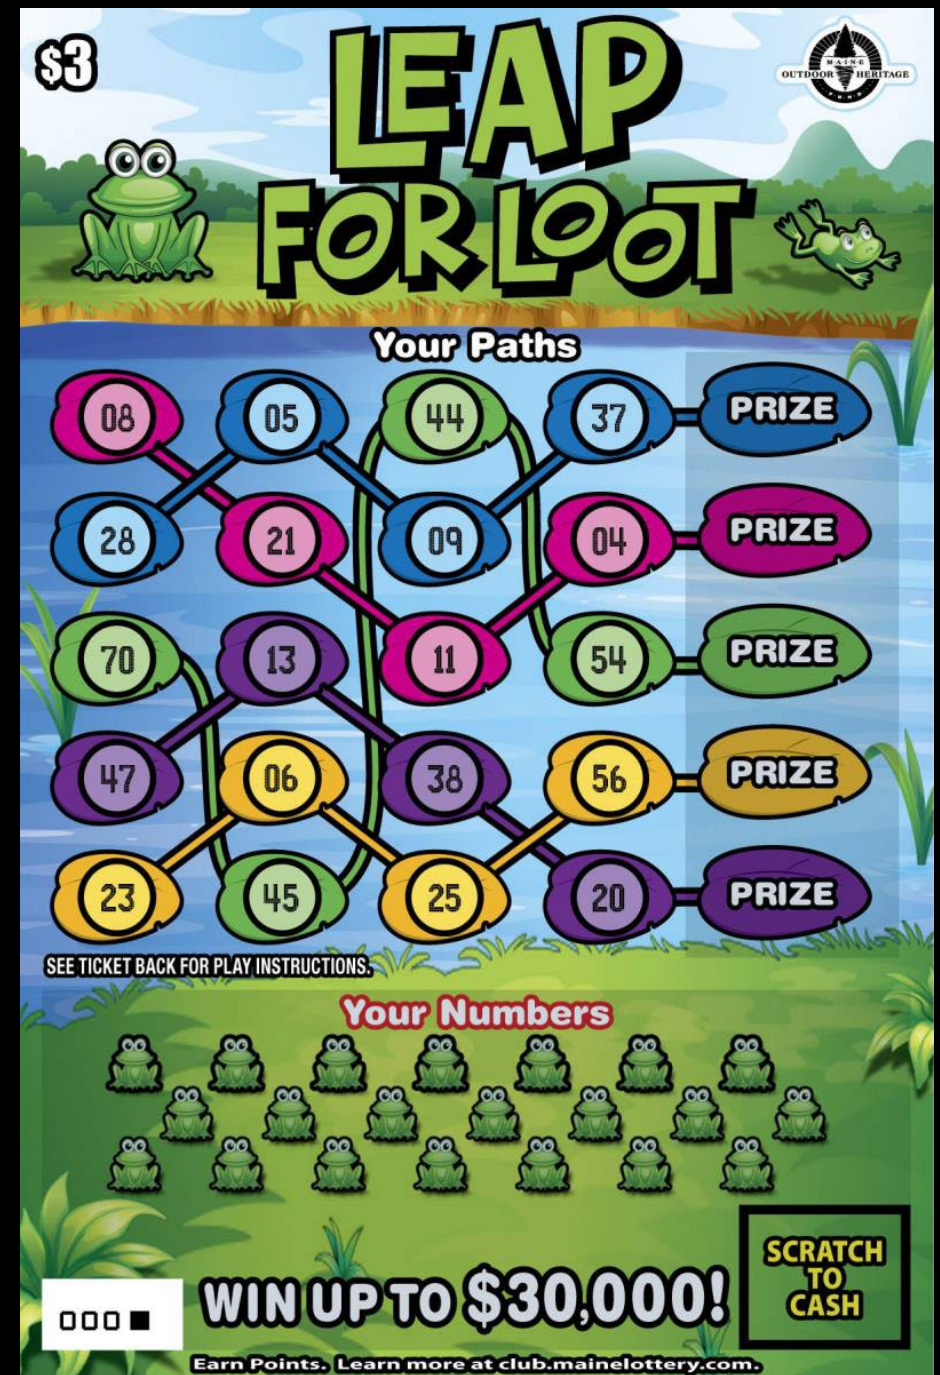 $3
LEAP
FOR LOOT
MAINE
OUTDOOR HERITAGE
FUND
Your Paths
08 05 44 37 PRIZE
28 21 09 04 PRIZE
70 13 11 54 PRIZE
47 06 38 56 PRIZE
23 45 25 20 PRIZE
SEE TICKET BACK FOR PLAY INSTRUCTIONS.
Your Numbers
SCRATCH
TO
CASH
000
WIN UP TO $30,000!
Earn Points. Learn more at club.mainelottery.com.